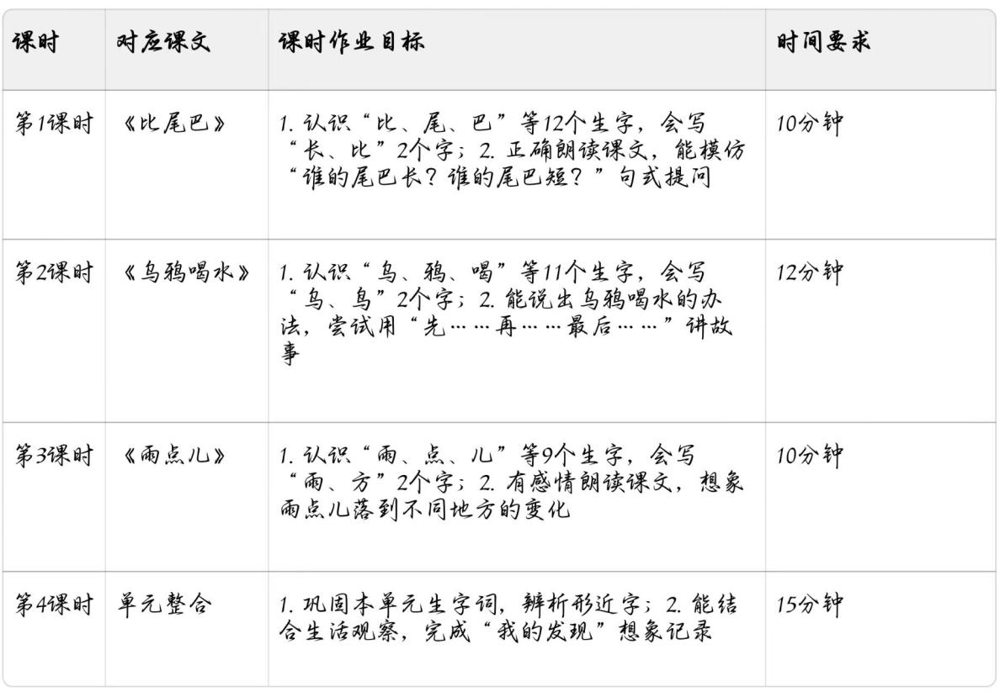 课时 对应课文 课时作业目标 时间要求
第1课时 《比尾巴》 1. 认识“比、尾、巴”等12个生字，会写 10分钟
“长、比”2个字；2. 正确朗读课文，能模仿
“谁的尾巴长？谁的尾巴短？”句式提问
第2课时 《乌鸦喝水》 1. 认识“乌、鸦、喝”等11个生字，会写 12分钟
“乌、鸟”2个字；2. 能说出乌鸦喝水的办
法，尝试用“先……再……最后……”讲故
事
第3课时 《雨点儿》 1. 认识“雨、点、儿”等9个生字，会写 10分钟
“雨、方”2个字；2. 有感情朗读课文，想象
雨点儿落到不同地方的变化
第4课时 单元整合 1. 巩固本单元生字词，辨析形近字；2. 能结 15分钟
合生活观察，完成“我的发现”想象记录